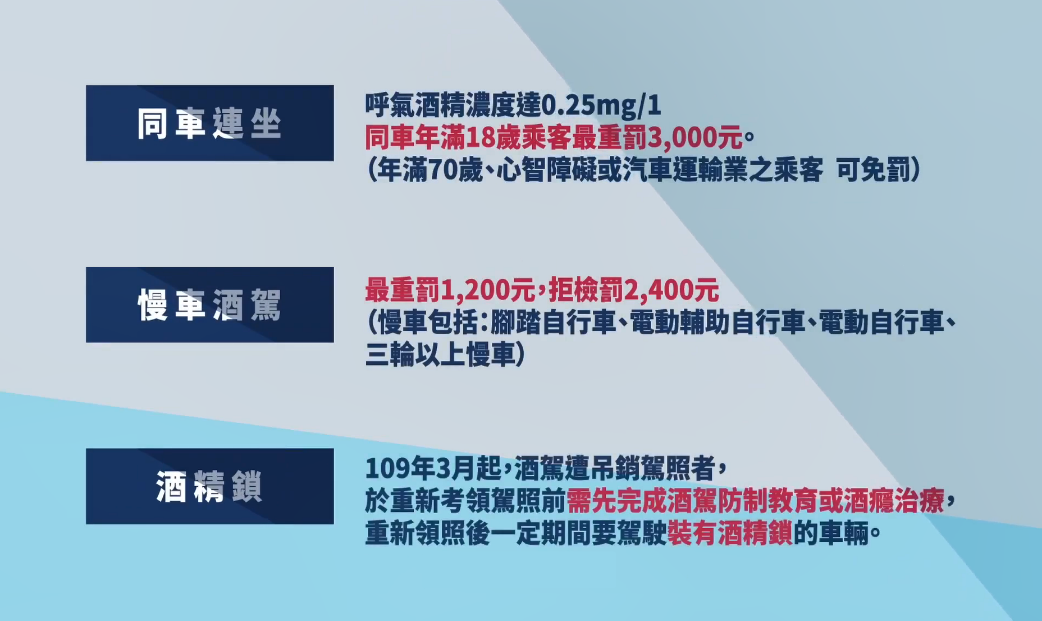 同車連坐
呼氣酒精濃度達0.25mg/1
同車年滿18歲乘客最重罰3,000元。
（年滿70歲、心智障礙或汽車運輸業之乘客 可免罰）
慢車酒駕
最重罰1,200元，拒檢罰2,400元
（慢車包括：腳踏自行車、電動輔助自行車、電動自行車、
三輪以上慢車）
酒精鎖
109年3月起，酒駕遭吊銷駕照者，
於重新考領駕照前需先完成酒駕防制教育或酒癮治療，
重新領照後一定期間要駕駛裝有酒精鎖的車輛。